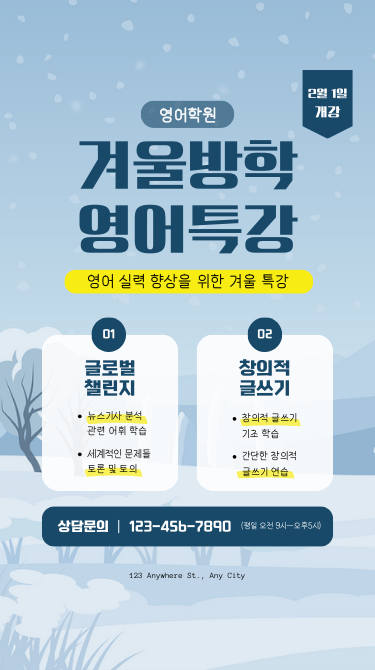 2월 1일
개강
영어학원
겨울방학
영어특강
영어 실력 향상을 위한 겨울 특강
01
글로벌
챌린지
• 뉴스기사 분석
관련 어휘 학습
• 세계적인 문제들
토론 및 토의
02
창의적
글쓰기
• 창의적 글쓰기
기초 학습
• 간단한 창의적
글쓰기 연습
상담문의 | 123-456-7890 (평일 오전 9시-오후5시)
123 Anywhere St., Any City